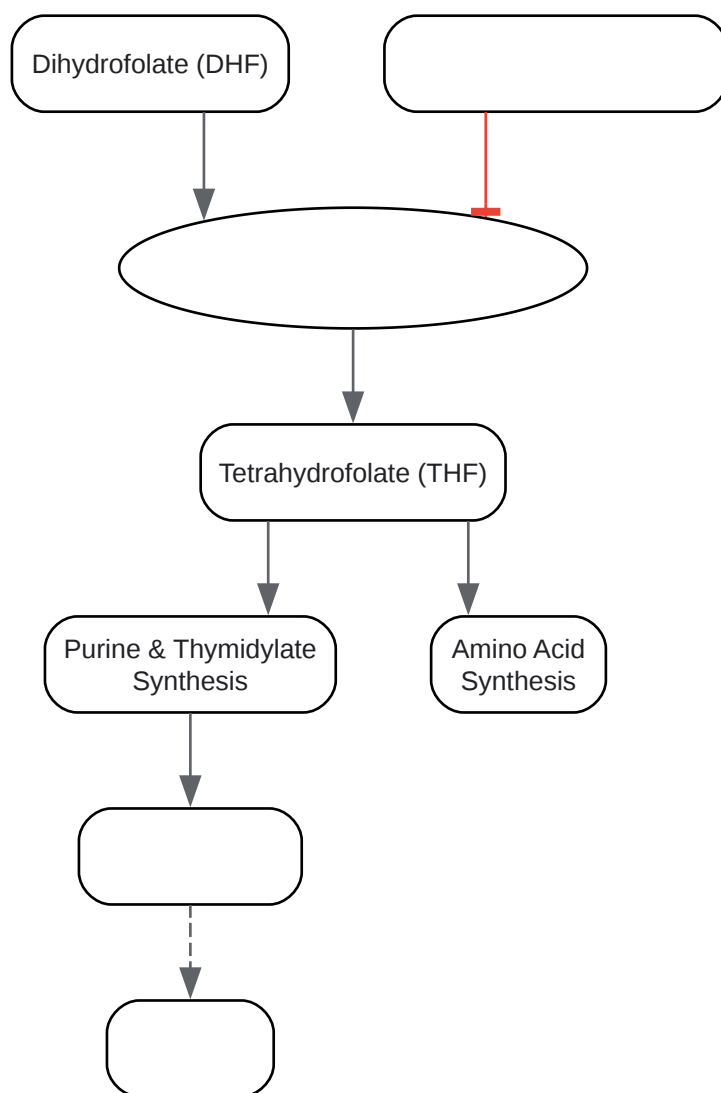 Dihydrofolate (DHF)
Tetrahydrofolate (THF)
Purine & Thymidylate
Synthesis
Amino Acid
Synthesis